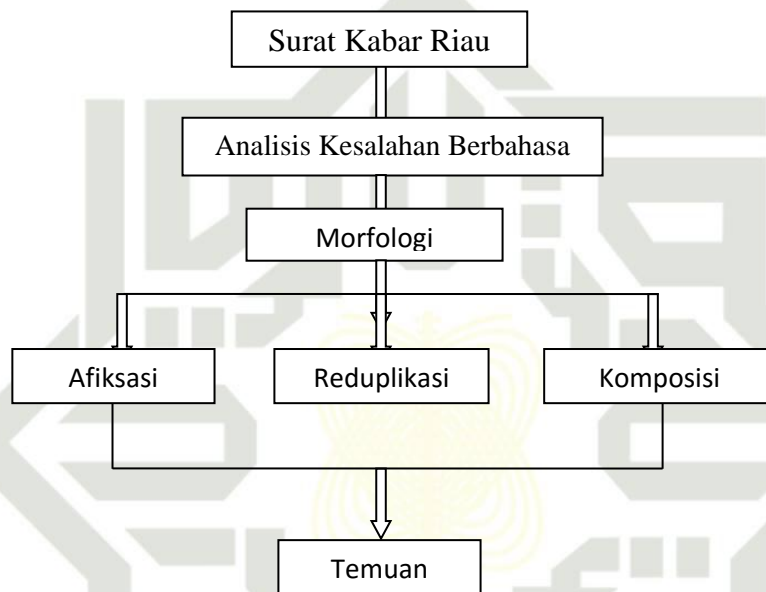 Surat Kabar Riau
Analisis Kesalahan Berbahasa
Morfologi
Afiksasi
Reduplikasi
Komposisi
Temuan